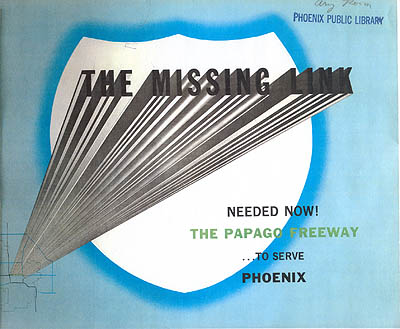 PHOENIX PUBLIC LIBRARY
THE MISSING LINK
NEEDED NOW!
THE PAPAGO FREEWAY
...TO SERVE
PHOENIX